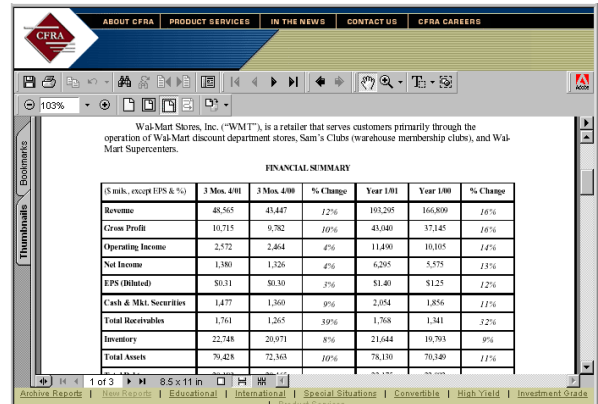 ABOUT CFRA PRODUCT SERVICES IN THE NEWS CONTACT US CFRA CAREERS
CFRA
Adobe
103%
Bookmarks
Thumbnails
Wal-Mart Stores, Inc. ("WMT"), is a retailer that serves customers primarily through the
operation of Wal-Mart discount department stores, Sam's Clubs (warehouse membership clubs), and Wal-
Mart Supercenters.
FINANCIAL SUMMARY
($ mils., except EPS & %) 3 Mos. 4/01 3 Mos. 4/00 % Change Year 1/01 Year 1/00 % Change
Revenue 48,565 43,447 12% 193,295 166,809 16%
Gross Profit 10,715 9,782 10% 43,040 37,145 16%
Operating Income 2,572 2,464 4% 11,490 10,105 14%
Net Income 1,380 1,326 4% 6,295 5,575 13%
EPS (Diluted) $0.31 $0.30 3% $1.40 $1.25 12%
Cash & Mkt. Securities 1,477 1,360 9% 2,054 1,856 11%
Total Receivables 1,761 1,265 39% 1,768 1,341 32%
Inventory 22,748 20,971 8% 21,644 19,793 9%
Total Assets 79,428 72,363 10% 78,130 70,349 11%
1 of 3 8.5 x 11 in
Archive Reports | New Reports | Educational | International | Special Situations | Convertible | High Yield | Investment Grade